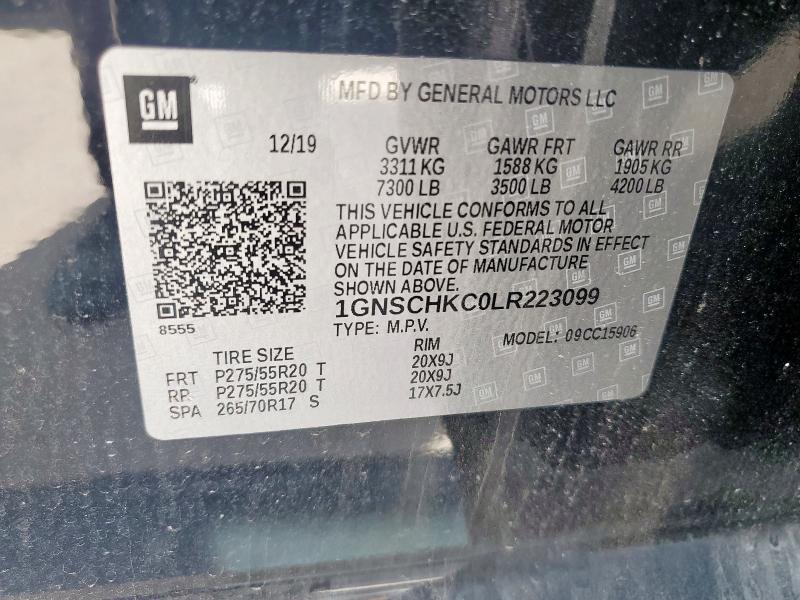 GM
MFD BY GENERAL MOTORS LLC
12/19 GVWR GAWR FRT GAWR RR
3311 KG 1588 KG 1905 KG
7300 LB 3500 LB 4200 LB
THIS VEHICLE CONFORMS TO ALL
APPLICABLE U.S. FEDERAL MOTOR
VEHICLE SAFETY STANDARDS IN EFFECT
ON THE DATE OF MANUFACTURE
SHOWN ABOVE.
1GNSCHKC0LR223099
8555
TYPE: M.P.V. MODEL: 09CC15906
TIRE SIZE RIM
FRT P275/55R20 T 20X9J
RR P275/55R20 T 20X9J
SPA 265/70R17 S 17X7.5J